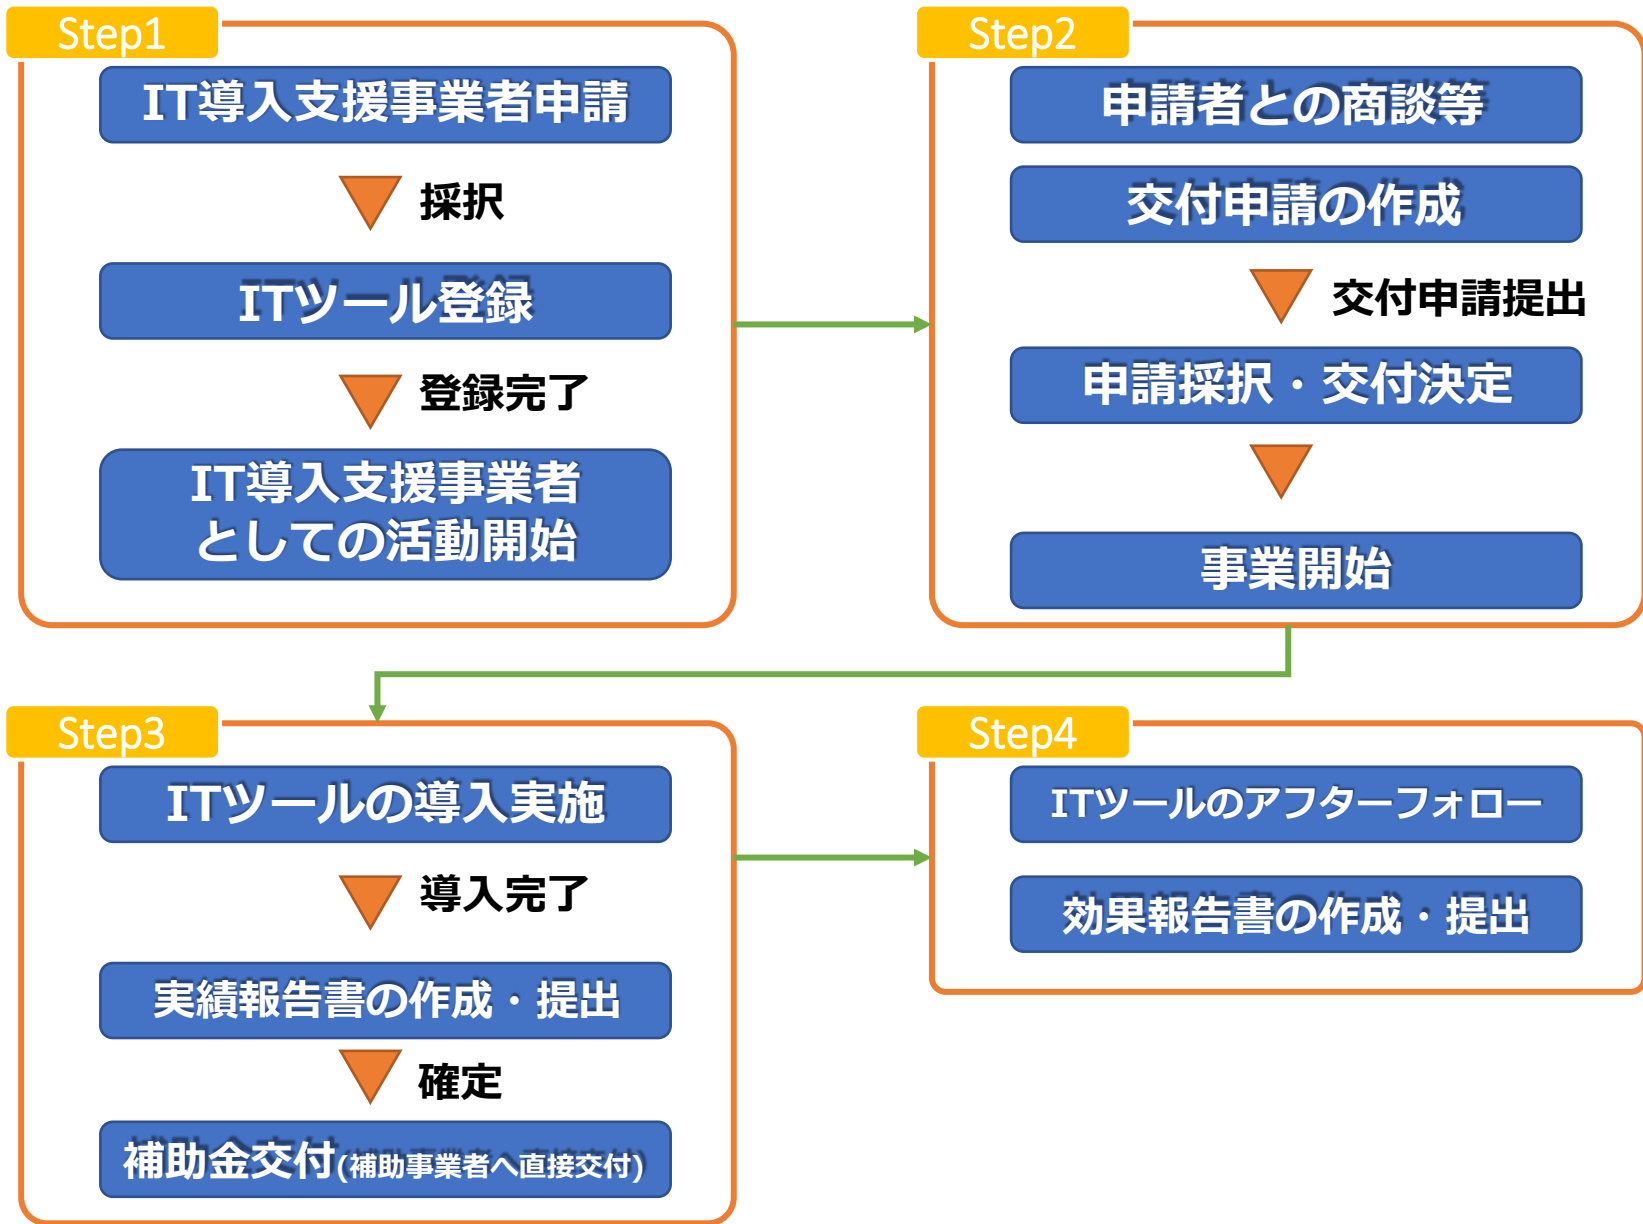 Step1
IT導入支援事業者申請
採択
ITツール登録
登録完了
IT導入支援事業者
としての活動開始
Step2
申請者との商談等
交付申請の作成
交付申請提出
申請採択・交付決定
事業開始
Step3
ITツールの導入実施
導入完了
実績報告書の作成・提出
確定
補助金交付(補助事業者へ直接交付)
Step4
ITツールのアフターフォロー
効果報告書の作成・提出